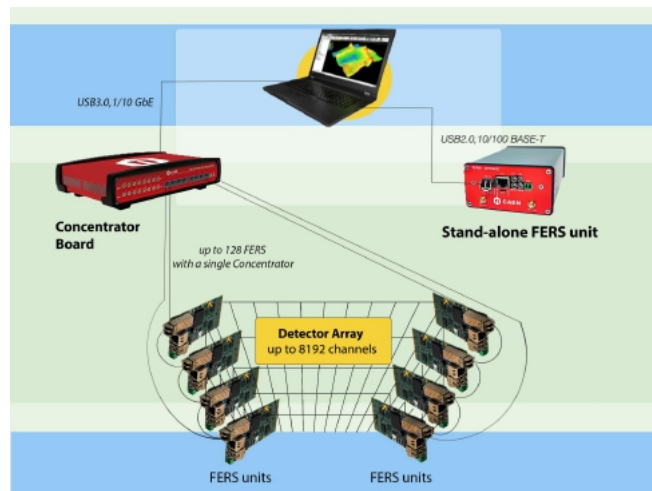 USB3.0,1/10 GbE
USB2.0,10/100 BASE-T
CAEN
Concentrator
Board
Stand-alone FERS unit
up to 128 FERS
with a single Concentrator
Detector Array
up to 8192 channels
FERS units
FERS units